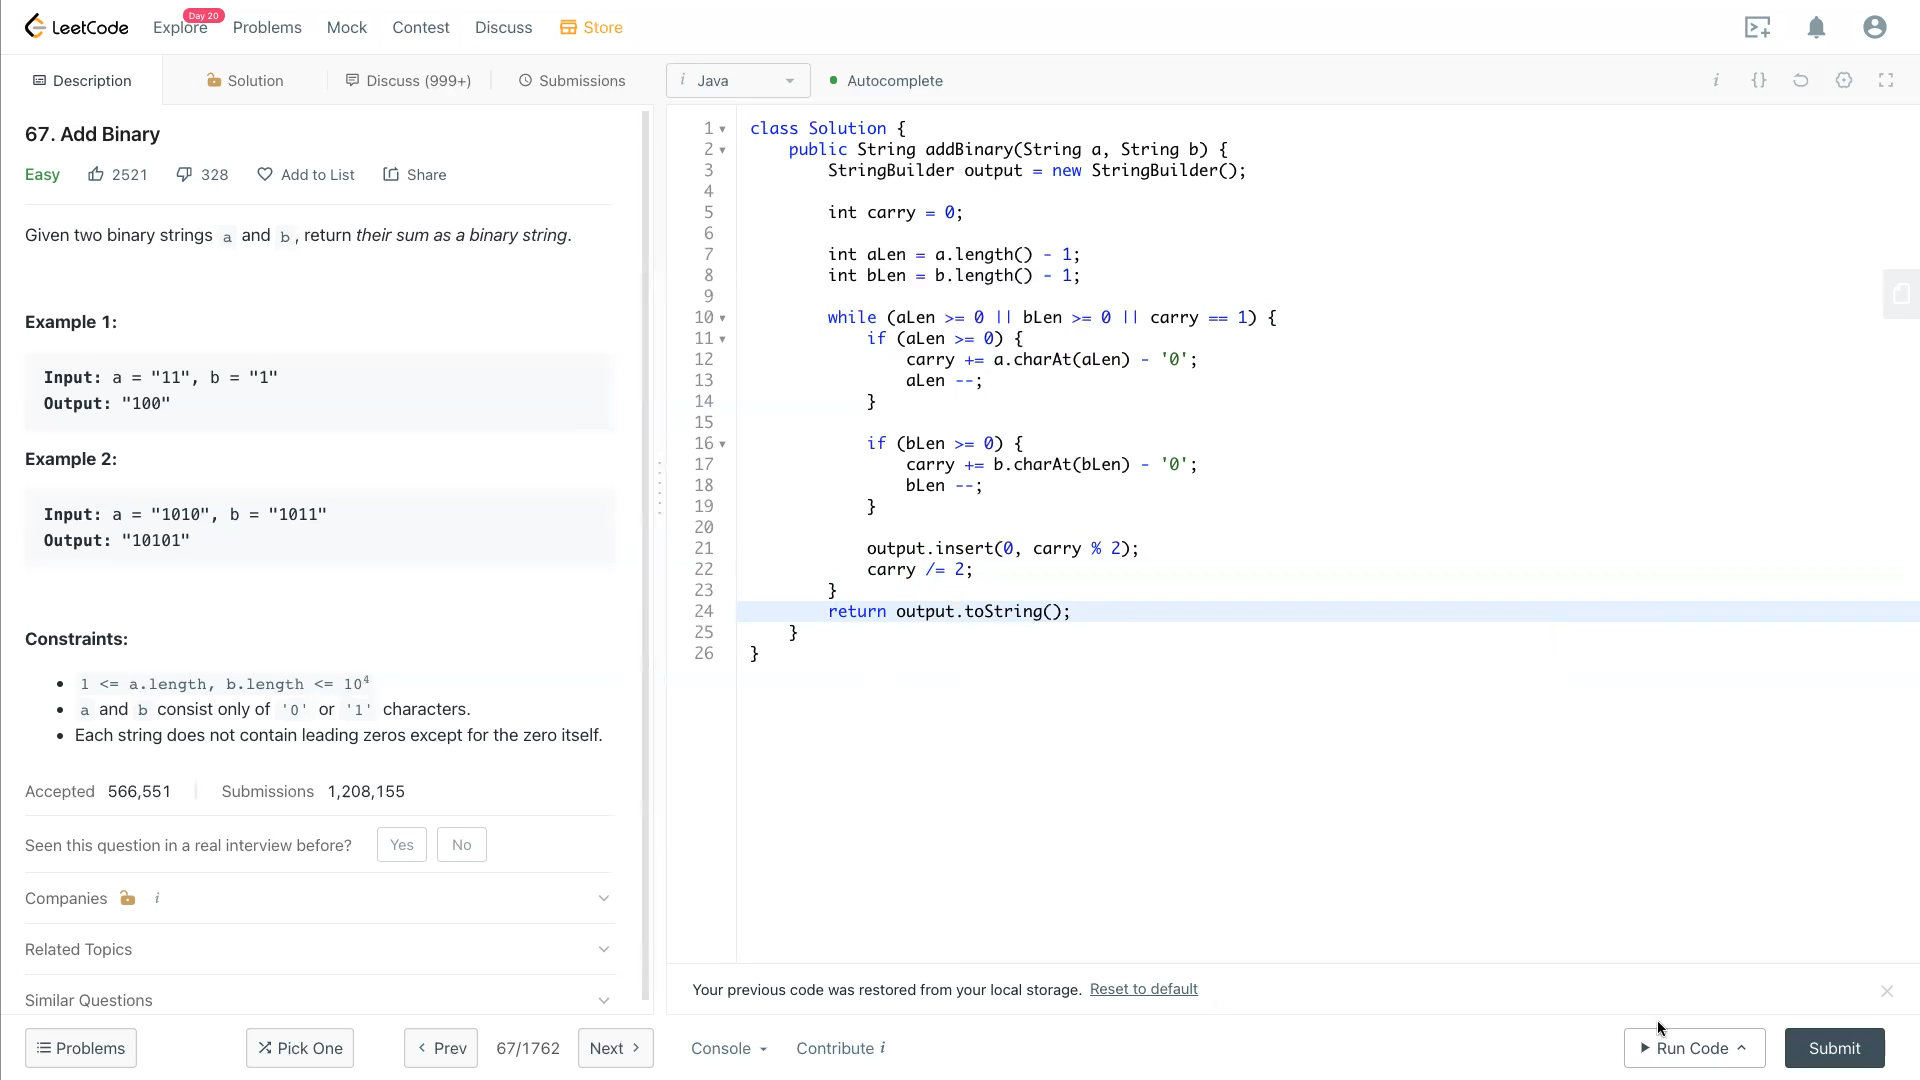 LeetCode Explore Day 20 Problems Mock Contest Discuss Store
Description Solution Discuss (999+) Submissions
i Java Autocomplete i {}
67. Add Binary
Easy 2521 328 Add to List Share
Given two binary strings a and b, return their sum as a binary string.
Example 1:
Input: a = "11", b = "1"
Output: "100"
Example 2:
Input: a = "1010", b = "1011"
Output: "10101"
Constraints:
• 1 <= a.length, b.length <= 10⁴
• a and b consist only of '0' or '1' characters.
• Each string does not contain leading zeros except for the zero itself.
Accepted 566,551 Submissions 1,208,155
Seen this question in a real interview before? Yes No
Companies i
Related Topics
Similar Questions
1 class Solution {
2     public String addBinary(String a, String b) {
3         StringBuilder output = new StringBuilder();
4
5         int carry = 0;
6
7         int aLen = a.length() - 1;
8         int bLen = b.length() - 1;
9
10         while (aLen >= 0 || bLen >= 0 || carry == 1) {
11             if (aLen >= 0) {
12                 carry += a.charAt(aLen) - '0';
13                 aLen --;
14             }
15
16             if (bLen >= 0) {
17                 carry += b.charAt(bLen) - '0';
18                 bLen --;
19             }
20
21             output.insert(0, carry % 2);
22             carry /= 2;
23         }
24         return output.toString();
25     }
26 }
Your previous code was restored from your local storage. Reset to default
Problems Pick One Prev 67/1762 Next
Console Contribute i Run Code Submit